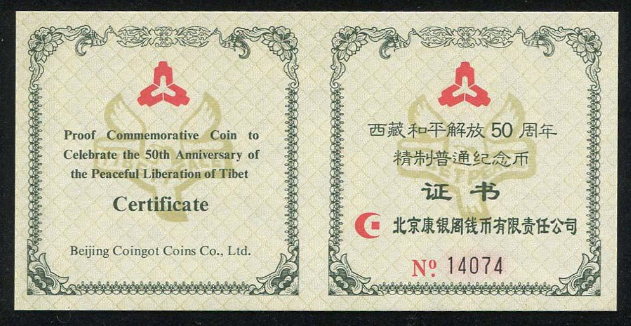 Proof Commemorative Coin to
Celebrate the 50th Anniversary of
the Peaceful Liberation of Tibet
Certificate
Beijing Coingot Coins Co., Ltd.
西藏和平解放50周年
精制普通纪念币
证书
北京康银阁钱币有限责任公司
Nº. 14074